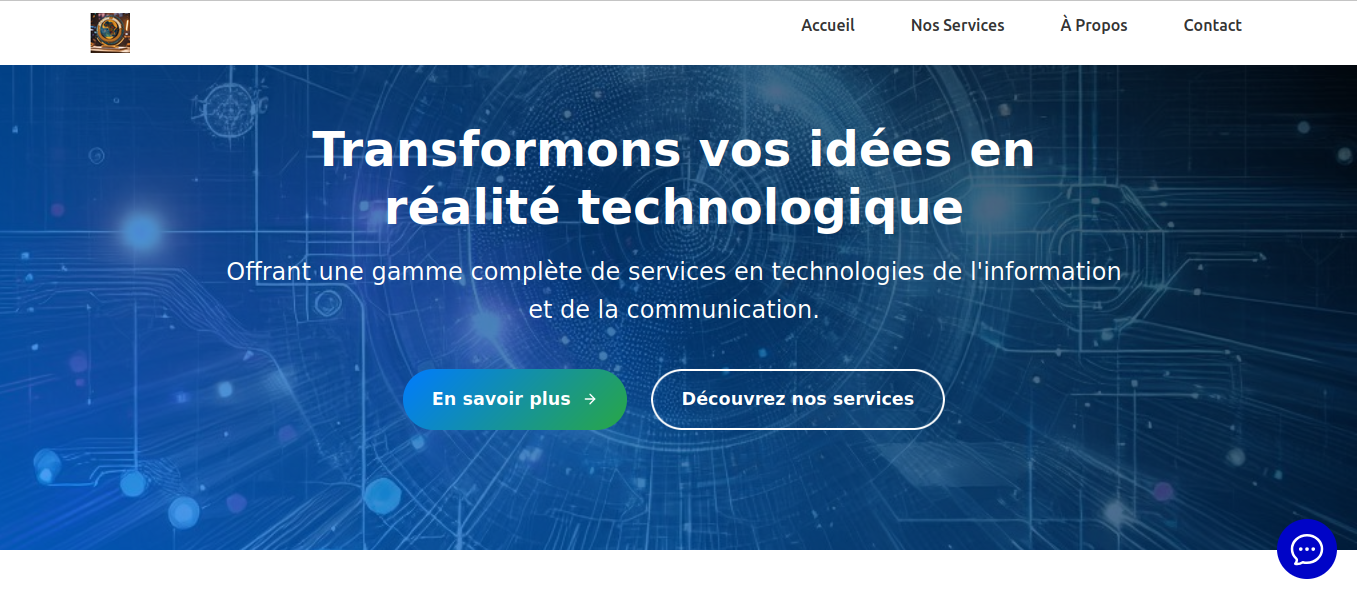 Accueil
Nos Services
À Propos
Contact
Transformons vos idées en
réalité technologique
Offrant une gamme complète de services en technologies de l'information
et de la communication.
En savoir plus →
Découvrez nos services